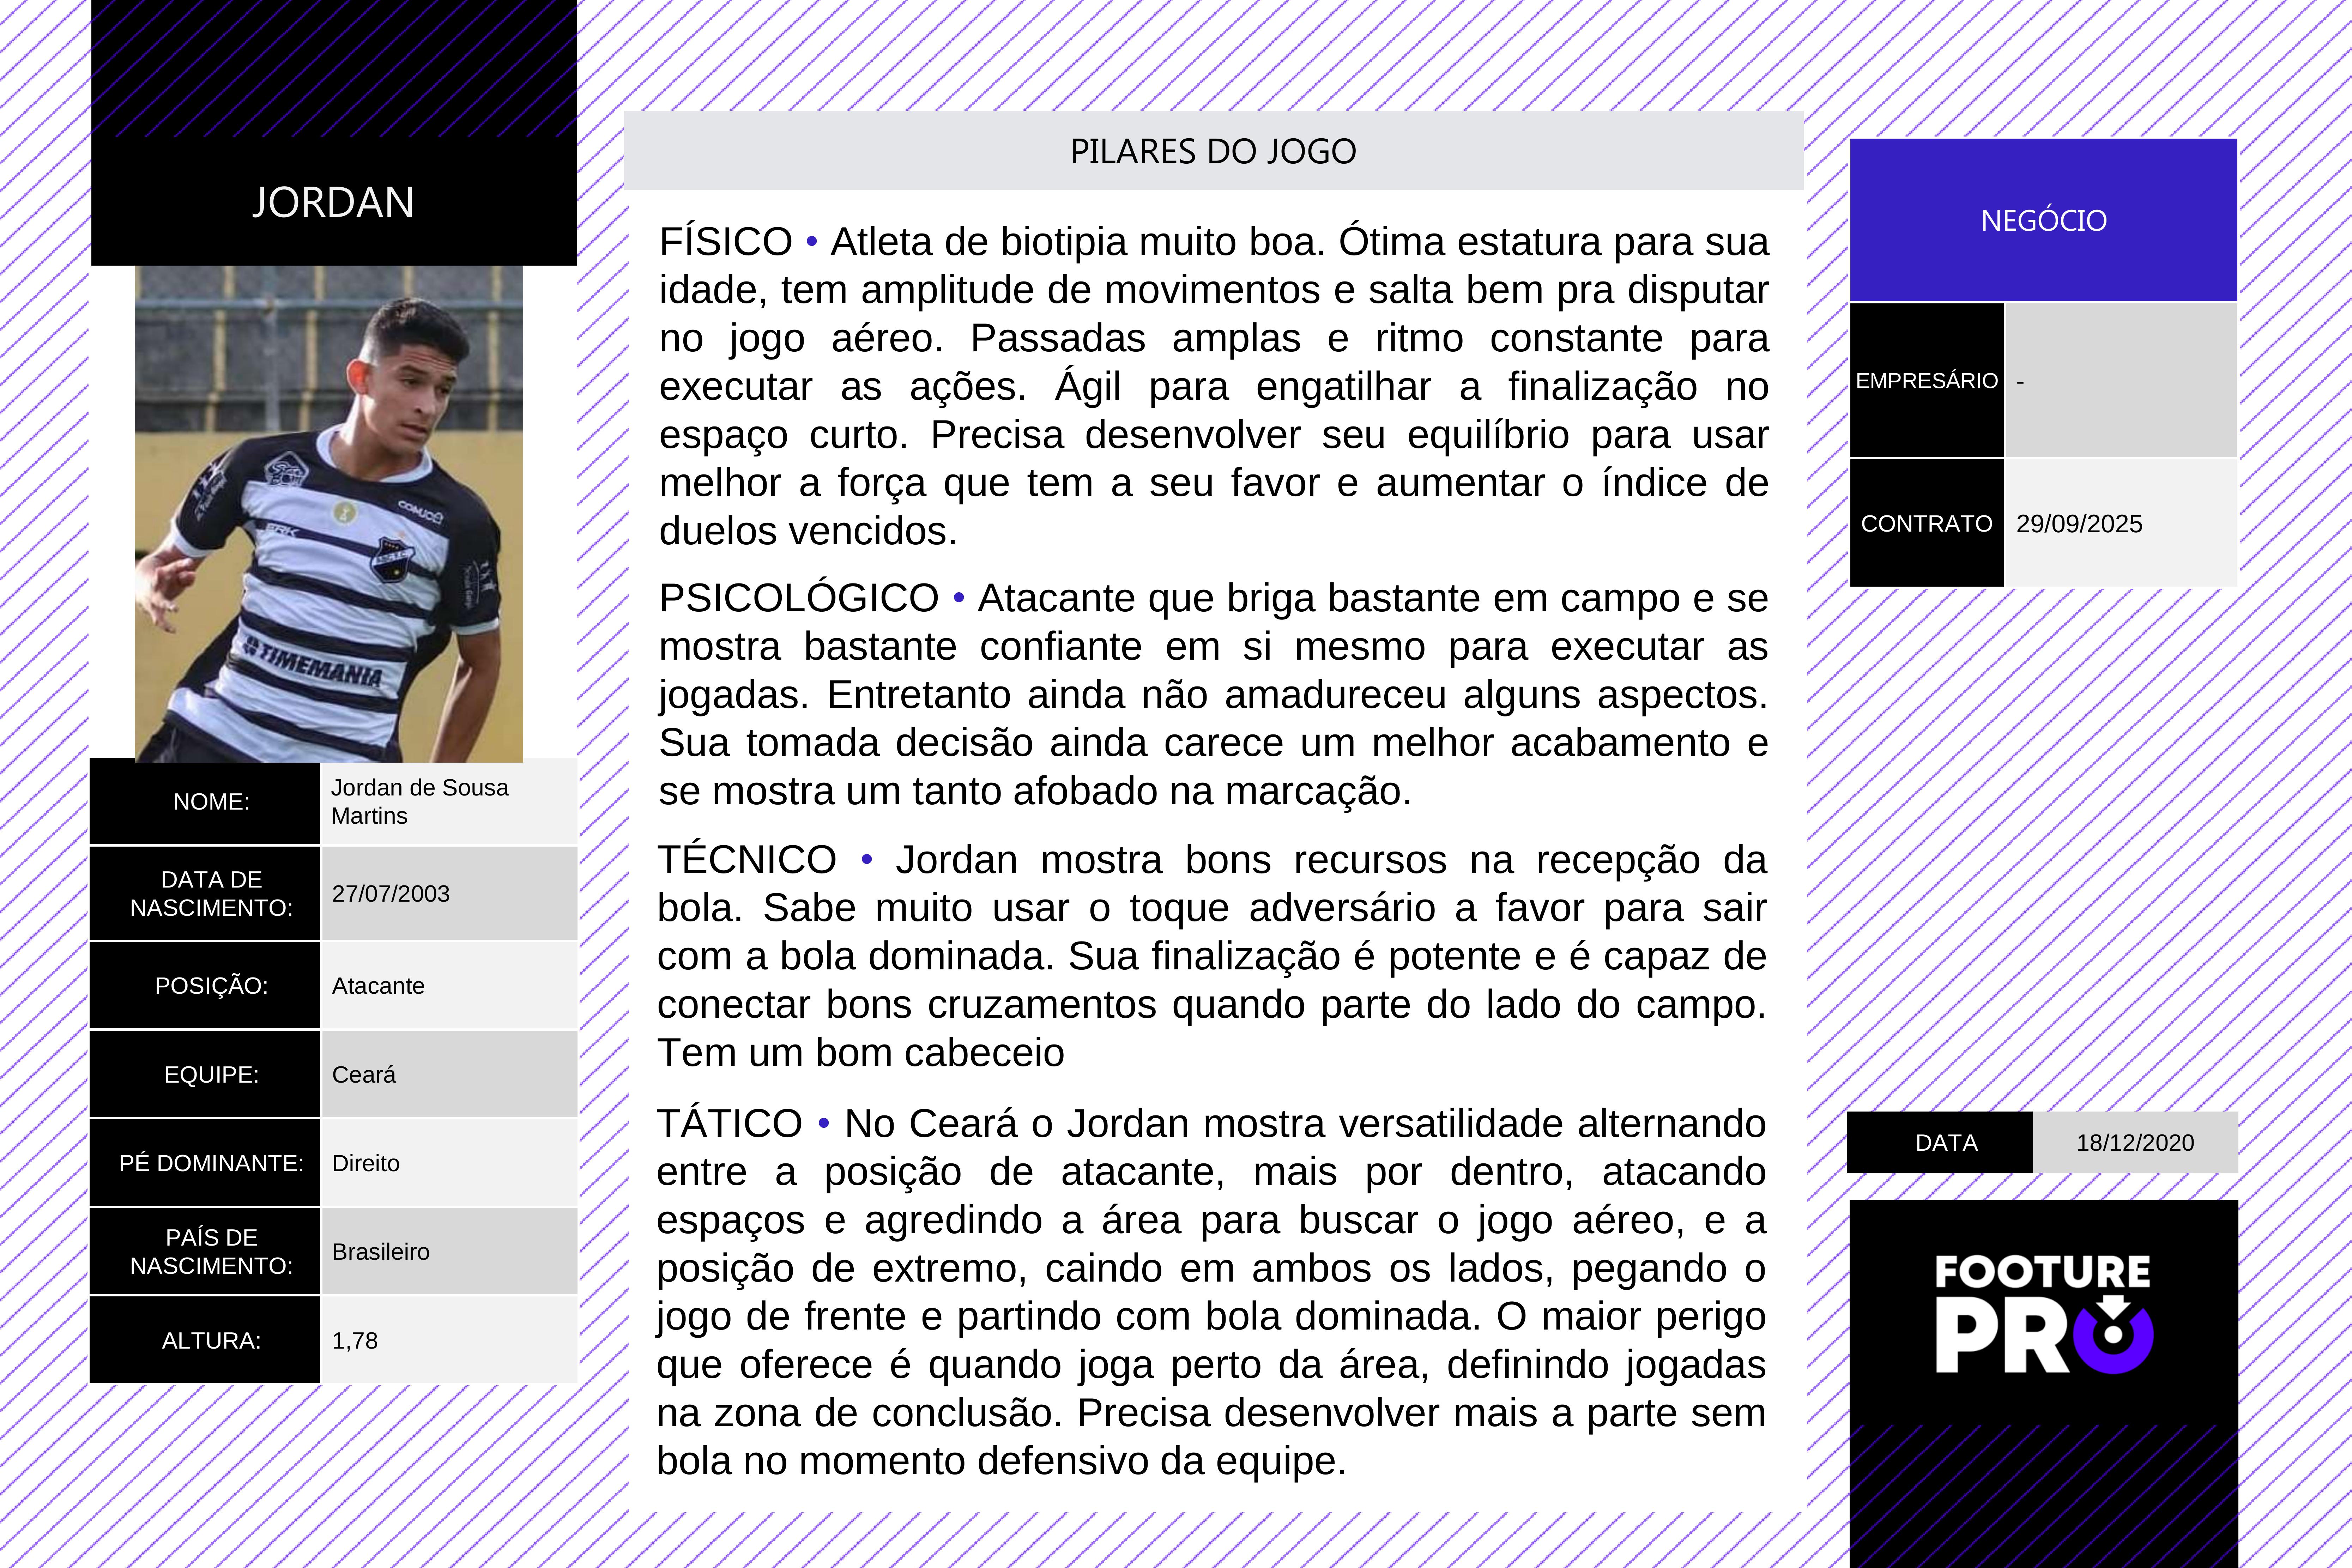 JORDAN
COMJOB
ERK
#TIMEMANIA
NOME:
Jordan de Sousa
Martins
DATA DE
NASCIMENTO:
27/07/2003
POSIÇÃO:
Atacante
EQUIPE:
Ceará
PÉ DOMINANTE:
Direito
PAÍS DE
NASCIMENTO:
Brasileiro
ALTURA:
1,78
PILARES DO JOGO
FÍSICO • Atleta de biotipia muito boa. Ótima estatura para sua
idade, tem amplitude de movimentos e salta bem pra disputar
no jogo aéreo. Passadas amplas e ritmo constante para
executar as ações. Ágil para engatilhar a finalização no
espaço curto. Precisa desenvolver seu equilíbrio para usar
melhor a força que tem a seu favor e aumentar o índice de
duelos vencidos.
PSICOLÓGICO • Atacante que briga bastante em campo e se
mostra bastante confiante em si mesmo para executar as
jogadas. Entretanto ainda não amadureceu alguns aspectos.
Sua tomada decisão ainda carece um melhor acabamento e
se mostra um tanto afobado na marcação.
TÉCNICO • Jordan mostra bons recursos na recepção da
bola. Sabe muito usar o toque adversário a favor para sair
com a bola dominada. Sua finalização é potente e é capaz de
conectar bons cruzamentos quando parte do lado do campo.
Tem um bom cabeceio
TÁTICO • No Ceará o Jordan mostra versatilidade alternando
entre a posição de atacante, mais por dentro, atacando
espaços e agredindo a área para buscar o jogo aéreo, e a
posição de extremo, caindo em ambos os lados, pegando o
jogo de frente e partindo com bola dominada. O maior perigo
que oferece é quando joga perto da área, definindo jogadas
na zona de conclusão. Precisa desenvolver mais a parte sem
bola no momento defensivo da equipe.
NEGÓCIO
EMPRESÁRIO
-
CONTRATO
29/09/2025
DATA
18/12/2020
FOOTURE
PRO